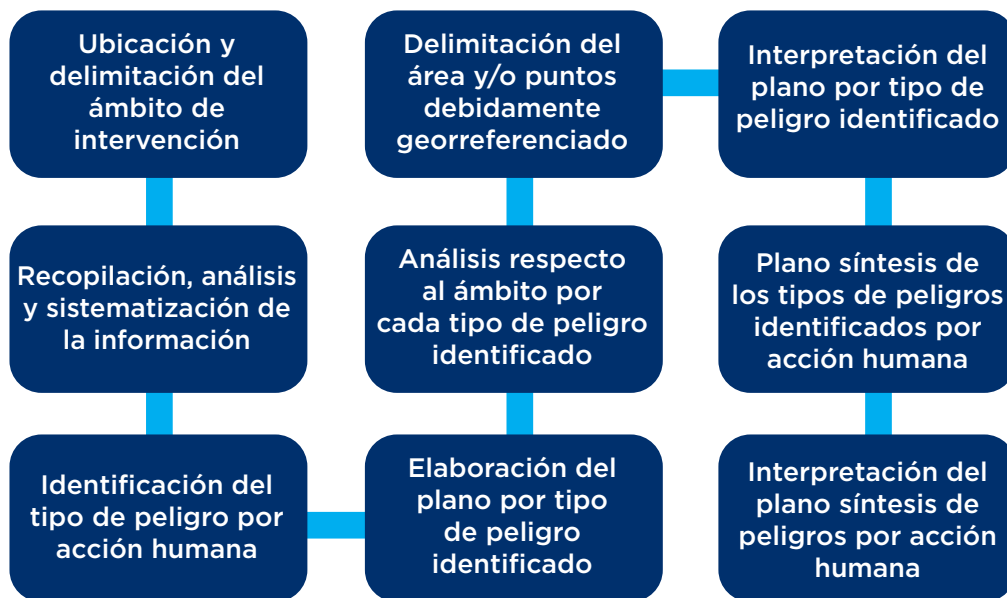 Ubicación y
delimitación del
ámbito de
intervención
Recopilación, análisis
y sistematización de
la información
Identificación del
tipo de peligro por
acción humana
Elaboración del
plano por tipo
de peligro
identificado
Análisis respecto
al ámbito por
cada tipo de peligro
identificado
Delimitación del
área y/o puntos
debidamente
georreferenciado
Interpretación del
plano por tipo de
peligro identificado
Plano síntesis de
los tipos de peligros
identificados por
acción humana
Interpretación del
plano síntesis de
peligros por acción
humana